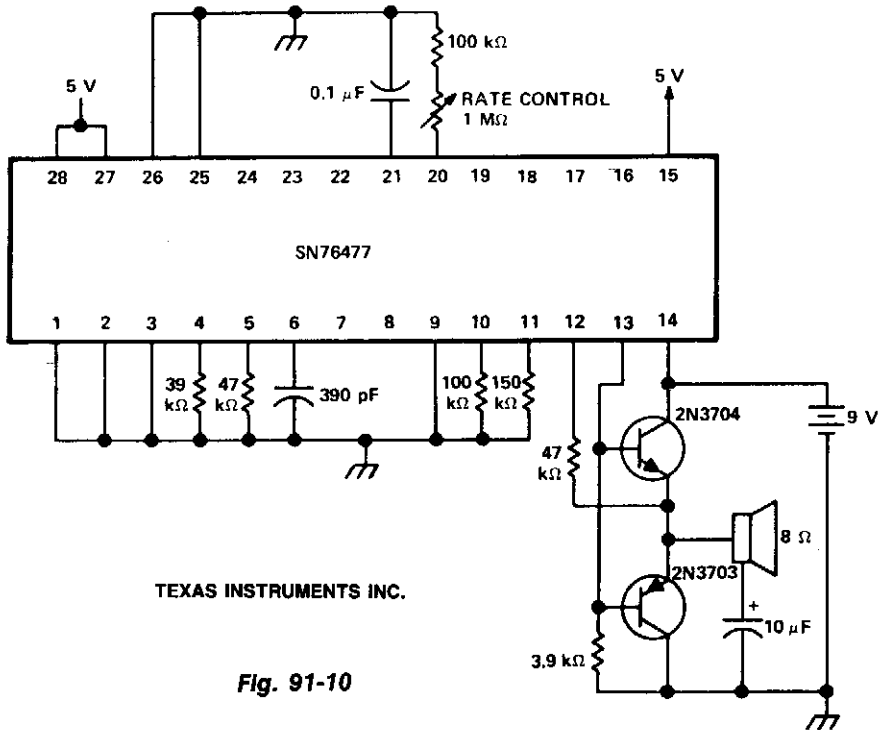 100 kΩ
5 V
0.1 μF
RATE CONTROL
1 MΩ
5 V
28 27 26 25 24 23 22 21 20 19 18 17 16 15
SN76477
1 2 3 4 5 6 7 8 9 10 11 12 13 14
39
kΩ
47
kΩ
390 pF
100
kΩ
150
kΩ
2N3704
9 V
47
kΩ
8 Ω
2N3703
TEXAS INSTRUMENTS INC.
+
10 μF
3.9 kΩ
Fig. 91-10